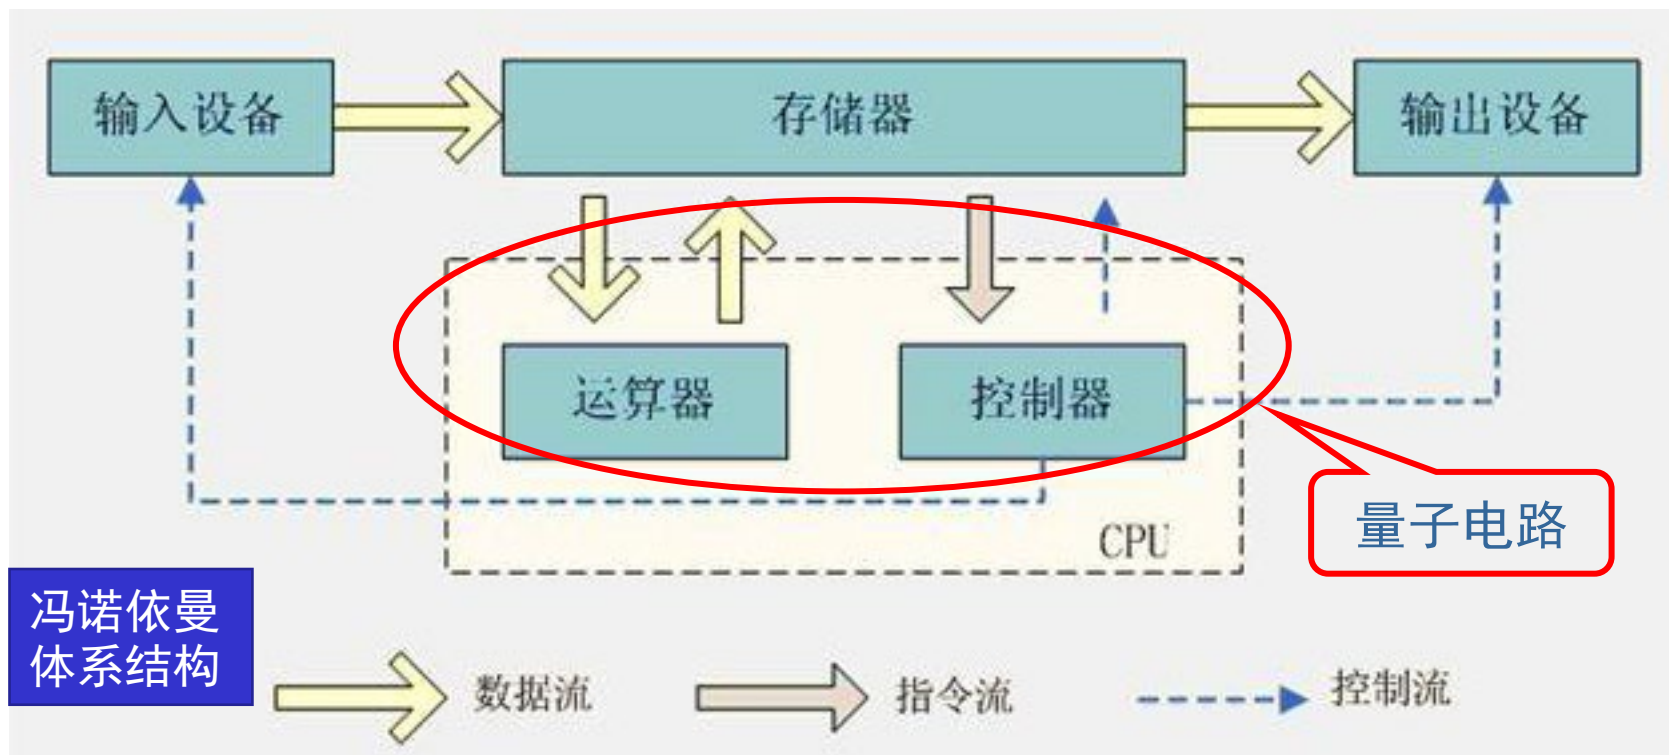 输入设备
存储器
输出设备
运算器
控制器
CPU
量子电路
冯诺依曼
体系结构
数据流
指令流
控制流